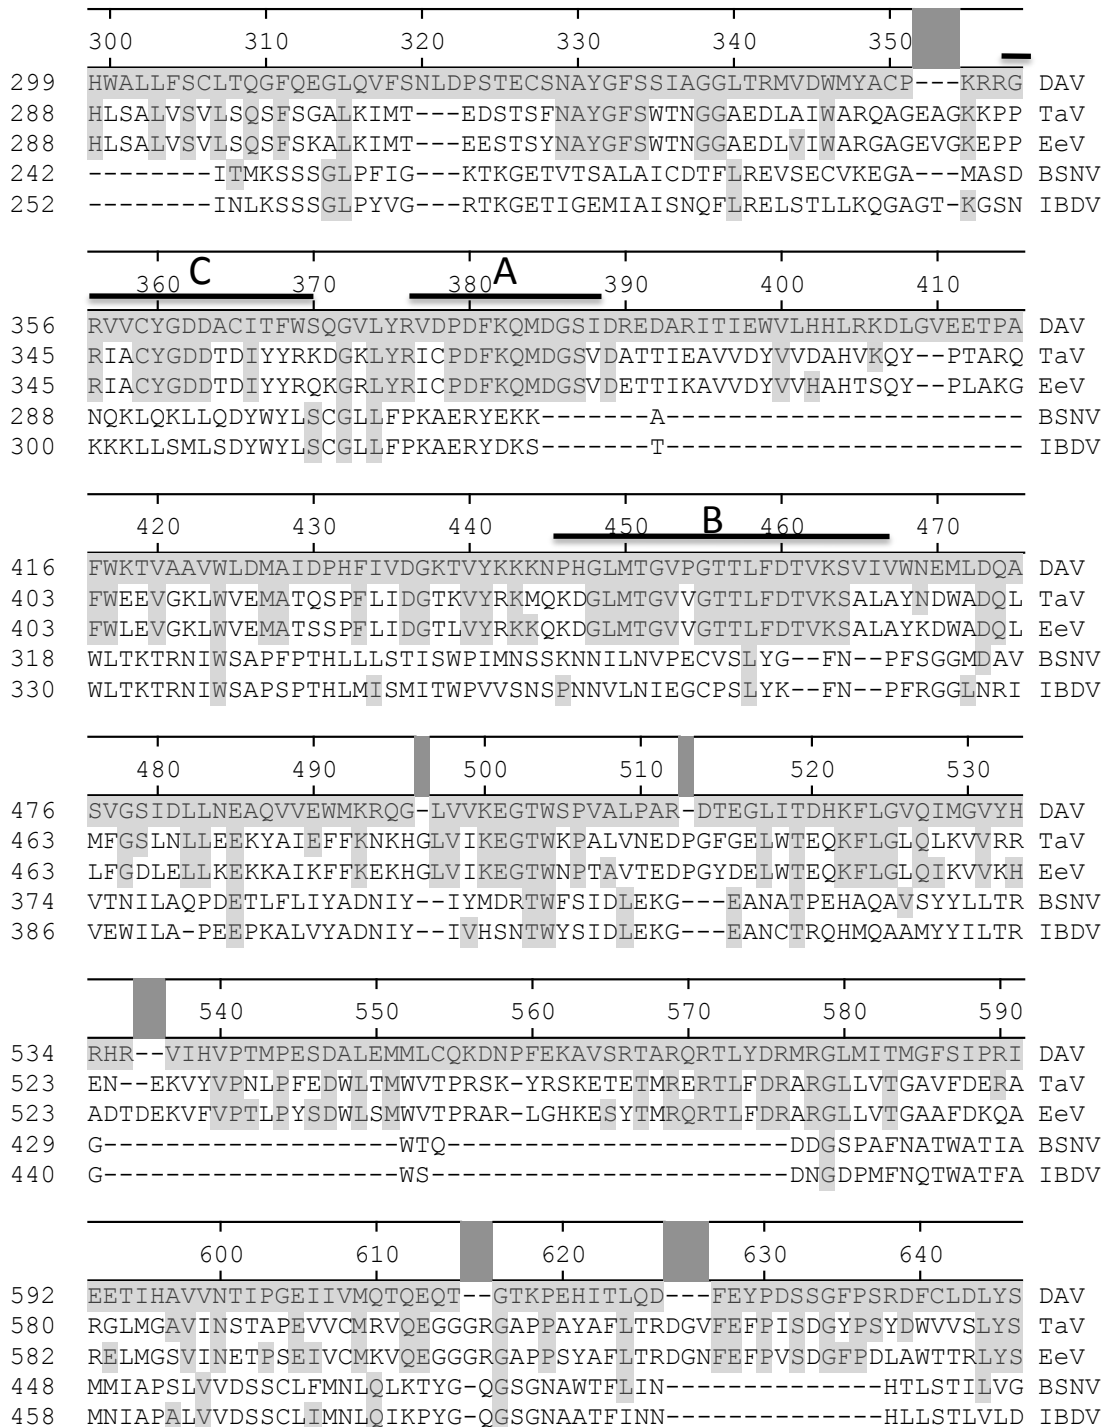 300 310 320 330 340 350
299 HWALLFSCLTQGFQEGLQVFSNLDPSTECSNAYGFSSIAGGLTRMVDWMYACP---KRRG DAV
288 HLSALVSVLSQSFSGALKIMT---EDSTSFNAYGFSWTNGGAEDLAIWARQAGEAGKKPP TaV
288 HLSALVSVLSQSFSKALKIMT---EESTSYNAYGFSWTNGGAEDLVIWARGAGEVGKEPP EeV
242 --------ITMKSSSGLPFIG---KTKGETVTSALAICDTFLREVSECVKEGA---MASD BSNV
252 --------INLKSSSGLPYVG---RTKGETIGEMIAISNQFLRELSTLLKQGAGT-KGSN IBDV
C A
360 370 380 390 400 410
356 RVVCYGDDACITFWSQGVLYRVDPDFKQMDGSIDREDARITIEWVLHHLRKDLGVEETPA DAV
345 RIACYGDDTDIYYRKDGKLYRICPDFKQMDGSVDATTIEAVVDYVVDAHVKQY--PTARQ TaV
345 RIACYGDDTDIYYRQKGRLYRICPDFKQMDGSVDETTIKAVVDYVVHAHTSQY--PLAKG EeV
288 NQKLQKLLQDYWYLSCGLLFPKAERYEKK-------A----------------------- BSNV
300 KKKLLSMLSDYWYLSCGLLFPKAERYDKS-------T----------------------- IBDV
B
420 430 440 450 460 470
416 FWKTVAAVWLDMAIDPHFIVDGKTVYKKKNPHGLMTGVPGTTLFDTVKSVIVWNEMLDQA DAV
403 FWEEVGKLWVEMATQSPFLIDGTKVYRKMQKDGLMTGVVGTTLFDTVKSALAYNDWADQL TaV
403 FWLEVGKLWVEMATSSPFLIDGTLVYRKKQKDGLMTGVVGTTLFDTVKSALAYKDWADQL EeV
318 WLTKTRNIWSAPFPTHLLLSTISWPIMNSSKNNILNVPECVSLYG--FN--PFSGGMDAV BSNV
330 WLTKTRNIWSAPSPTHLMISMITWPVVSNSPNNVLNIEGCPSLYK--FN--PFRGGLNRI IBDV
480 490 500 510 520 530
476 SVGSIDLLNEAQVVEWMKRQG-LVVKEGTWSPVALPAR-DTEGLITDHKFLGVQIMGVYH DAV
463 MFGSLNLLEEKYAIEFFKNKHGLVIKEGTWKPALVNEDPGFGELWTEQKFLGLQLKVVRR TaV
463 LFGDLELLKEKKAIKFFKEKHGLVIKEGTWNPTAVTEDPGYDELWTEQKFLGLQIKVVKH EeV
374 VTNILAQPDETLFLIYADNIY--IYMDRTWFSIDLEKG---EANATPEHAQAVSYYLLTR BSNV
386 VEWILA-PEEPKALVYADNIY--IVHSNTWYSIDLEKG---EANCTRQHMQAAMYYILTR IBDV
540 550 560 570 580 590
534 RHR--VIHVPTMPESDALEMMLCQKDNPFEKAVSRTARQRTLYDRMRGLMITMGFSIPRI DAV
523 EN--EKVYVPNLPFEDWLTMWVTPRSK-YRSKETETMRERTLFDRARGLLVTGAVFDERA TaV
523 ADTDEKVFVPTLPYSDWLSMWVTPRAR-LGHKESYTMRQRTLFDRARGLLVTGAAFDKQA EeV
429 G-------------------WTQ----------------------DDGSPAFNATWATIA BSNV
440 G-------------------WS-----------------------DNGDPMFNQTWATFA IBDV
600 610 620 630 640
592 EETIHAVVNTIPGEIIVMQTQEQT--GTKPEHITLQD---FEYPDSSGFPSRDFCLDLYS DAV
580 RGLMGAVINSTAPEVVCMRVQEGGGRGAPPAYAFLTRDGVFEFPISDGYPSYDWVVSLYS TaV
582 RELMGSVINETPSEIVCMKVQEGGGRGAPPSYAFLTRDGNFEFPVSDGFPDLAWTTRLYS EeV
448 MMIAPSLVVDSSCLFMNLQLKTYG-QGSGNAWTFLIN--------------HTLSTILVG BSNV
458 MNIAPALVVDSSCLIMNLQIKPYG-QGSGNAATFINN--------------HLLSTLVLD IBDV